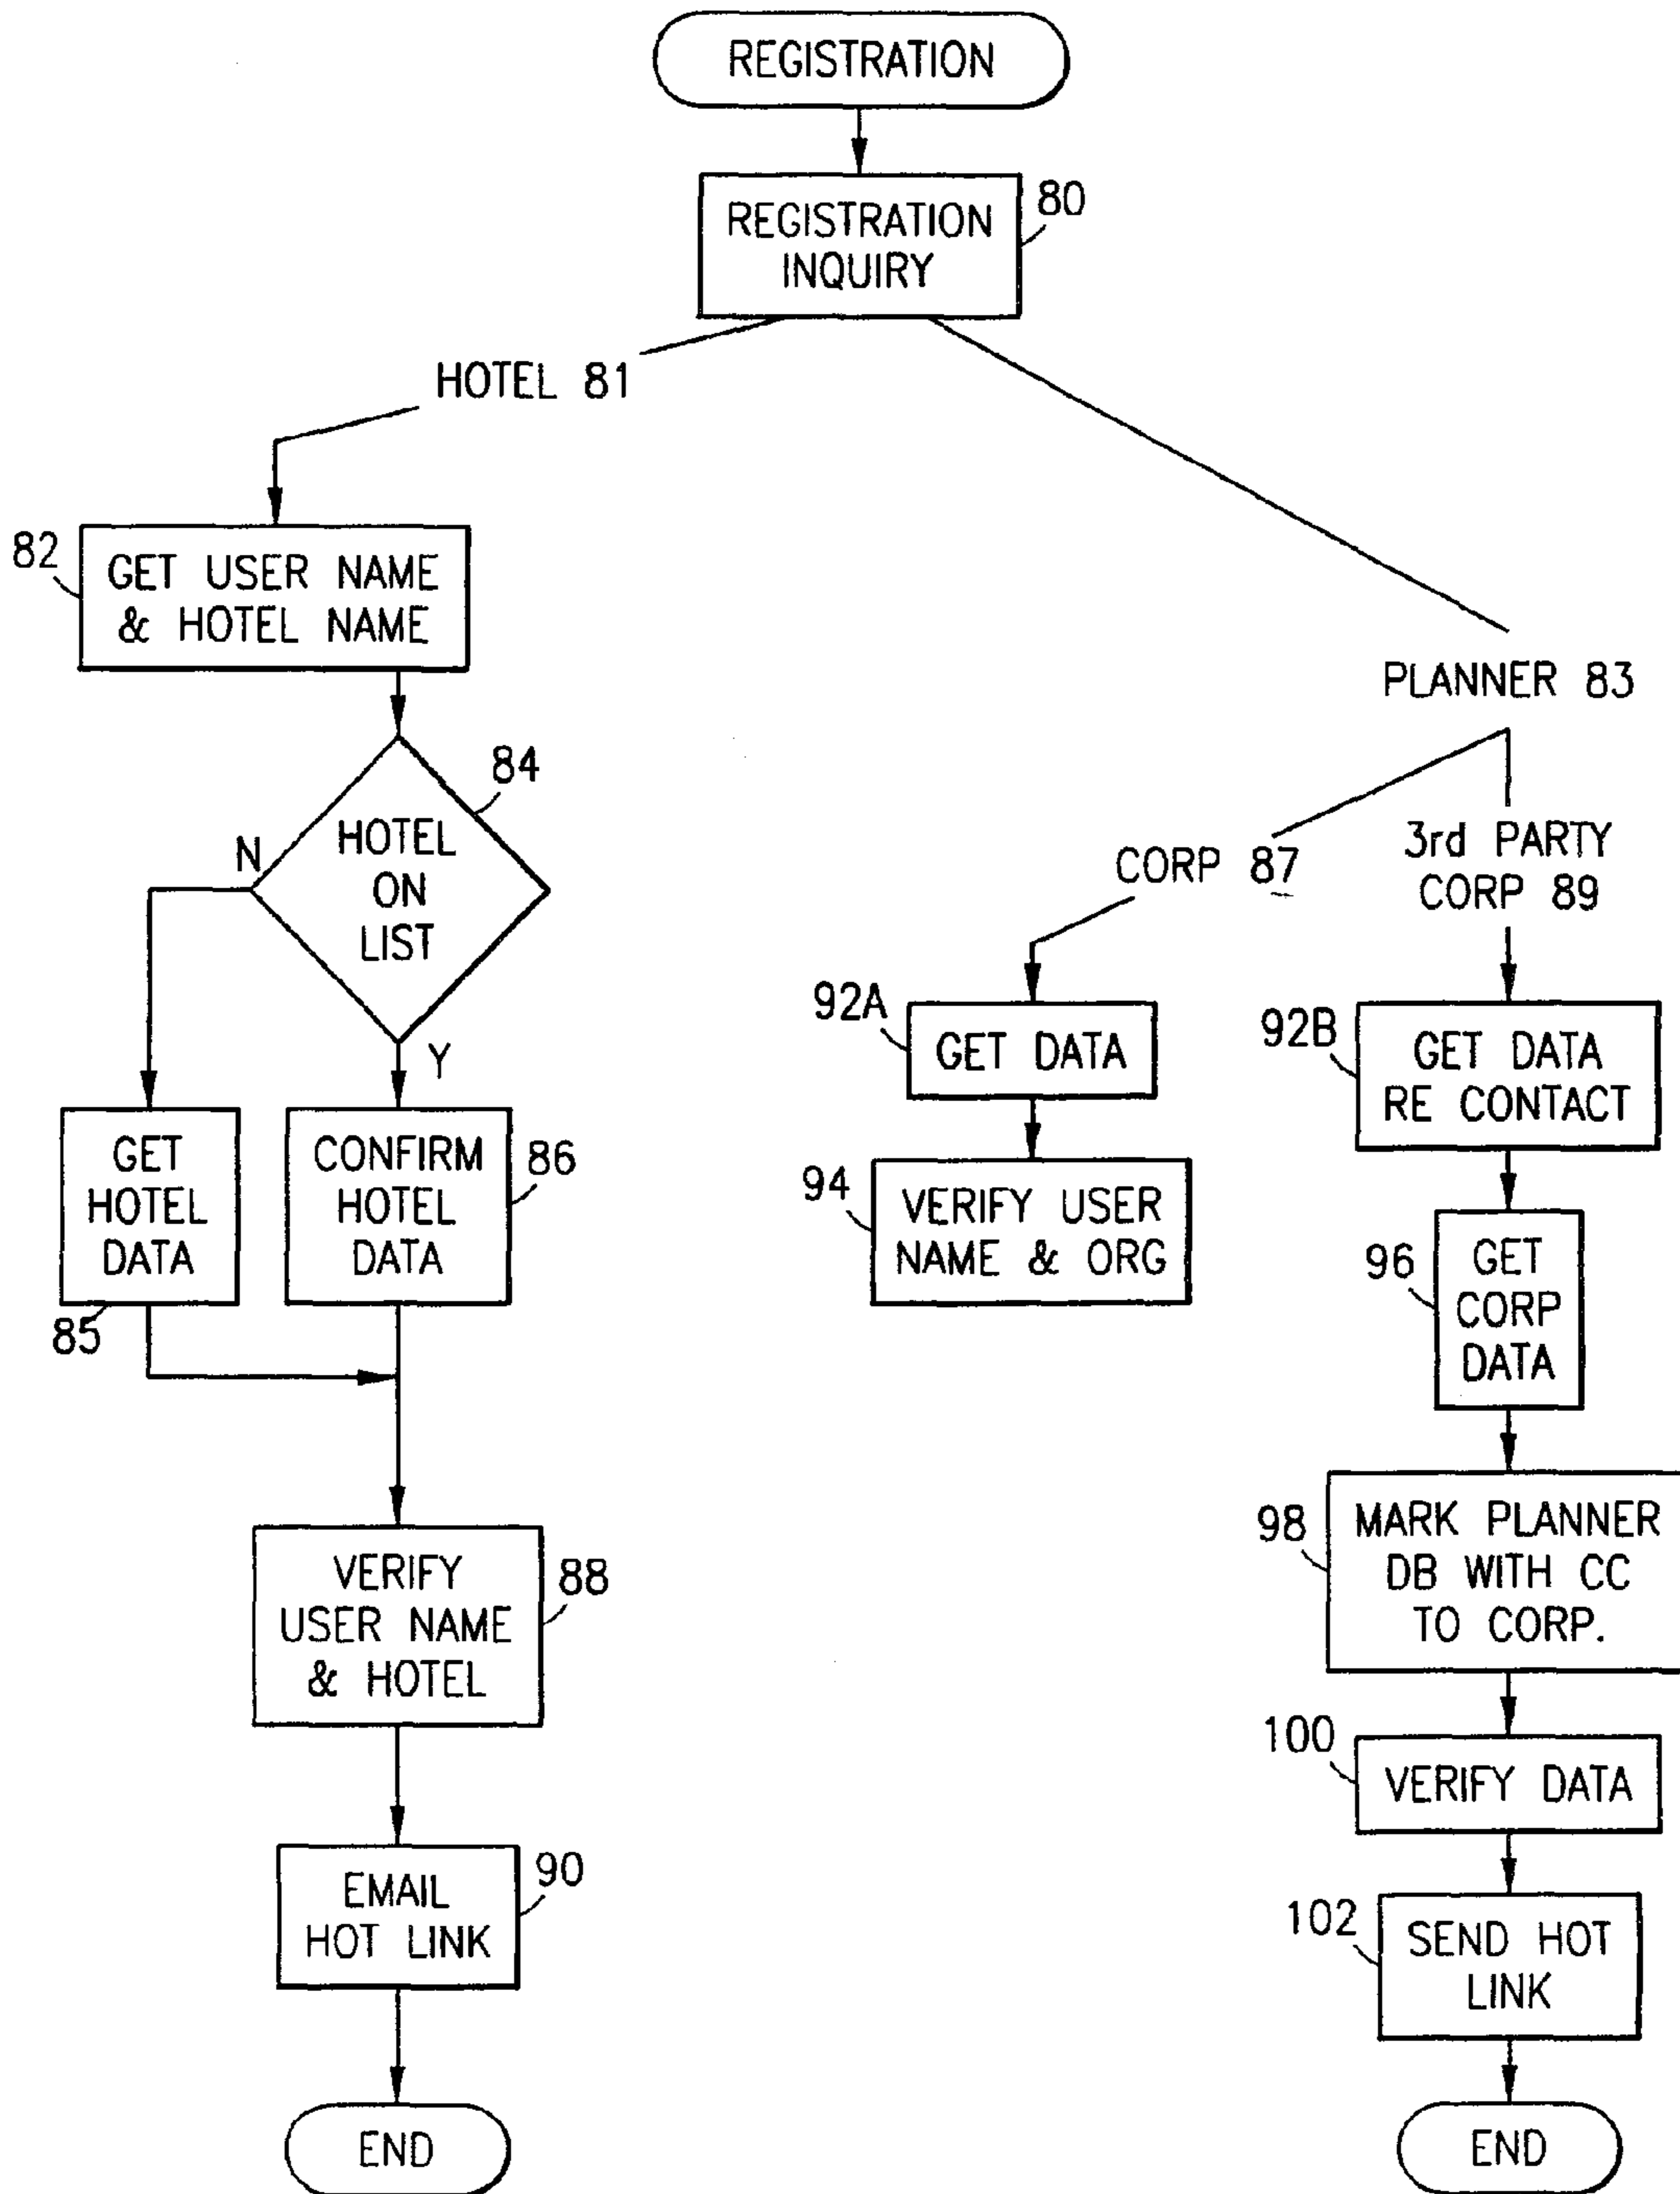 REGISTRATION
REGISTRATION
INQUIRY
80
HOTEL 81
82
GET USER NAME
& HOTEL NAME
PLANNER 83
84
HOTEL
ON
LIST
N
Y
CORP 87
3rd PARTY
CORP 89
92A
GET DATA
92B
GET DATA
RE CONTACT
GET
HOTEL
DATA
85
CONFIRM
HOTEL
DATA
86
94
VERIFY USER
NAME & ORG
96
GET
CORP
DATA
98
MARK PLANNER
DB WITH CC
TO CORP.
VERIFY
USER NAME
& HOTEL
88
100
VERIFY DATA
EMAIL
HOT LINK
90
102
SEND HOT
LINK
END
END